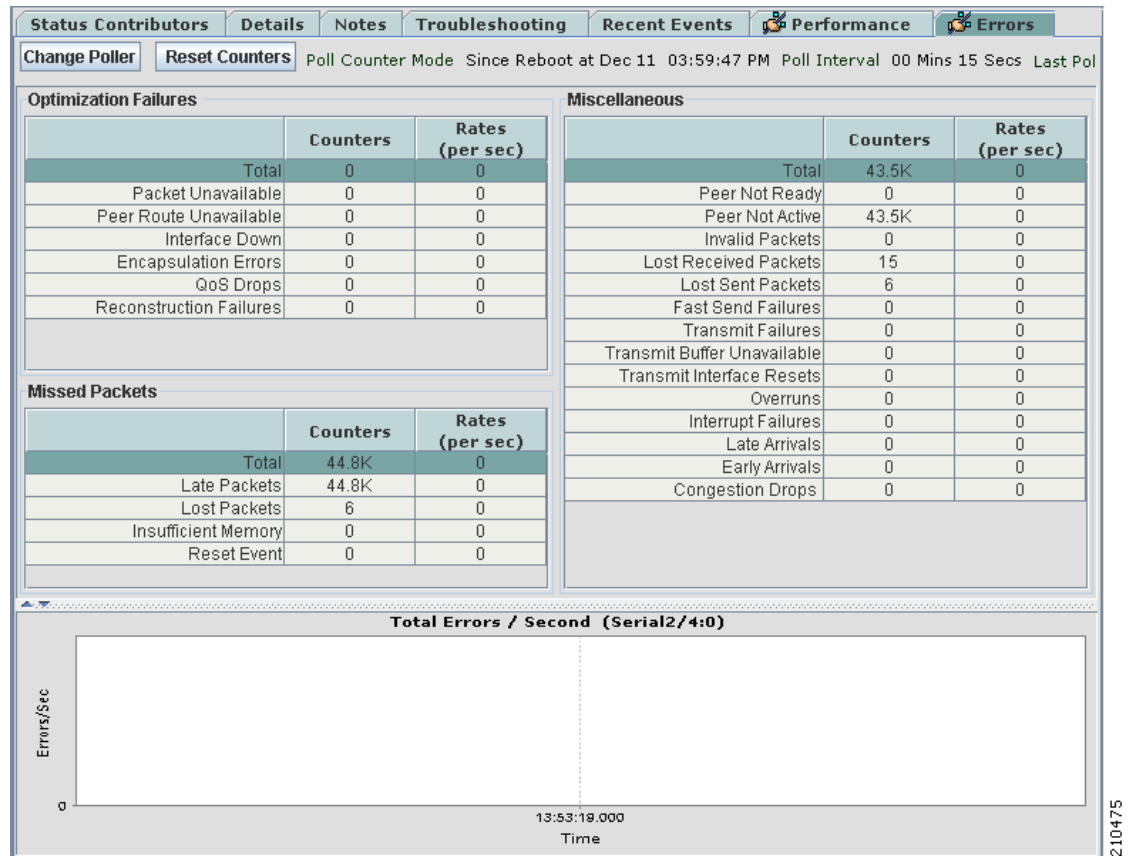 Status Contributors Details Notes Troubleshooting Recent Events Performance Errors
Change Poller Reset Counters Poll Counter Mode Since Reboot at Dec 11 03:59:47 PM Poll Interval 00 Mins 15 Secs Last Pol
Optimization Failures
Counters Rates
(per sec)
Total 0 0
Packet Unavailable 0 0
Peer Route Unavailable 0 0
Interface Down 0 0
Encapsulation Errors 0 0
QoS Drops 0 0
Reconstruction Failures 0 0
Missed Packets
Counters Rates
(per sec)
Total 44.8K 0
Late Packets 44.8K 0
Lost Packets 6 0
Insufficient Memory 0 0
Reset Event 0 0
Miscellaneous
Counters Rates
(per sec)
Total 43.5K 0
Peer Not Ready 0 0
Peer Not Active 43.5K 0
Invalid Packets 0 0
Lost Received Packets 15 0
Lost Sent Packets 6 0
Fast Send Failures 0 0
Transmit Failures 0 0
Transmit Buffer Unavailable 0 0
Transmit Interface Resets 0 0
Overruns 0 0
Interrupt Failures 0 0
Late Arrivals 0 0
Early Arrivals 0 0
Congestion Drops 0 0
Total Errors / Second (Serial2/4:0)
Errors/Sec
0
13:53:19.000
Time
210475